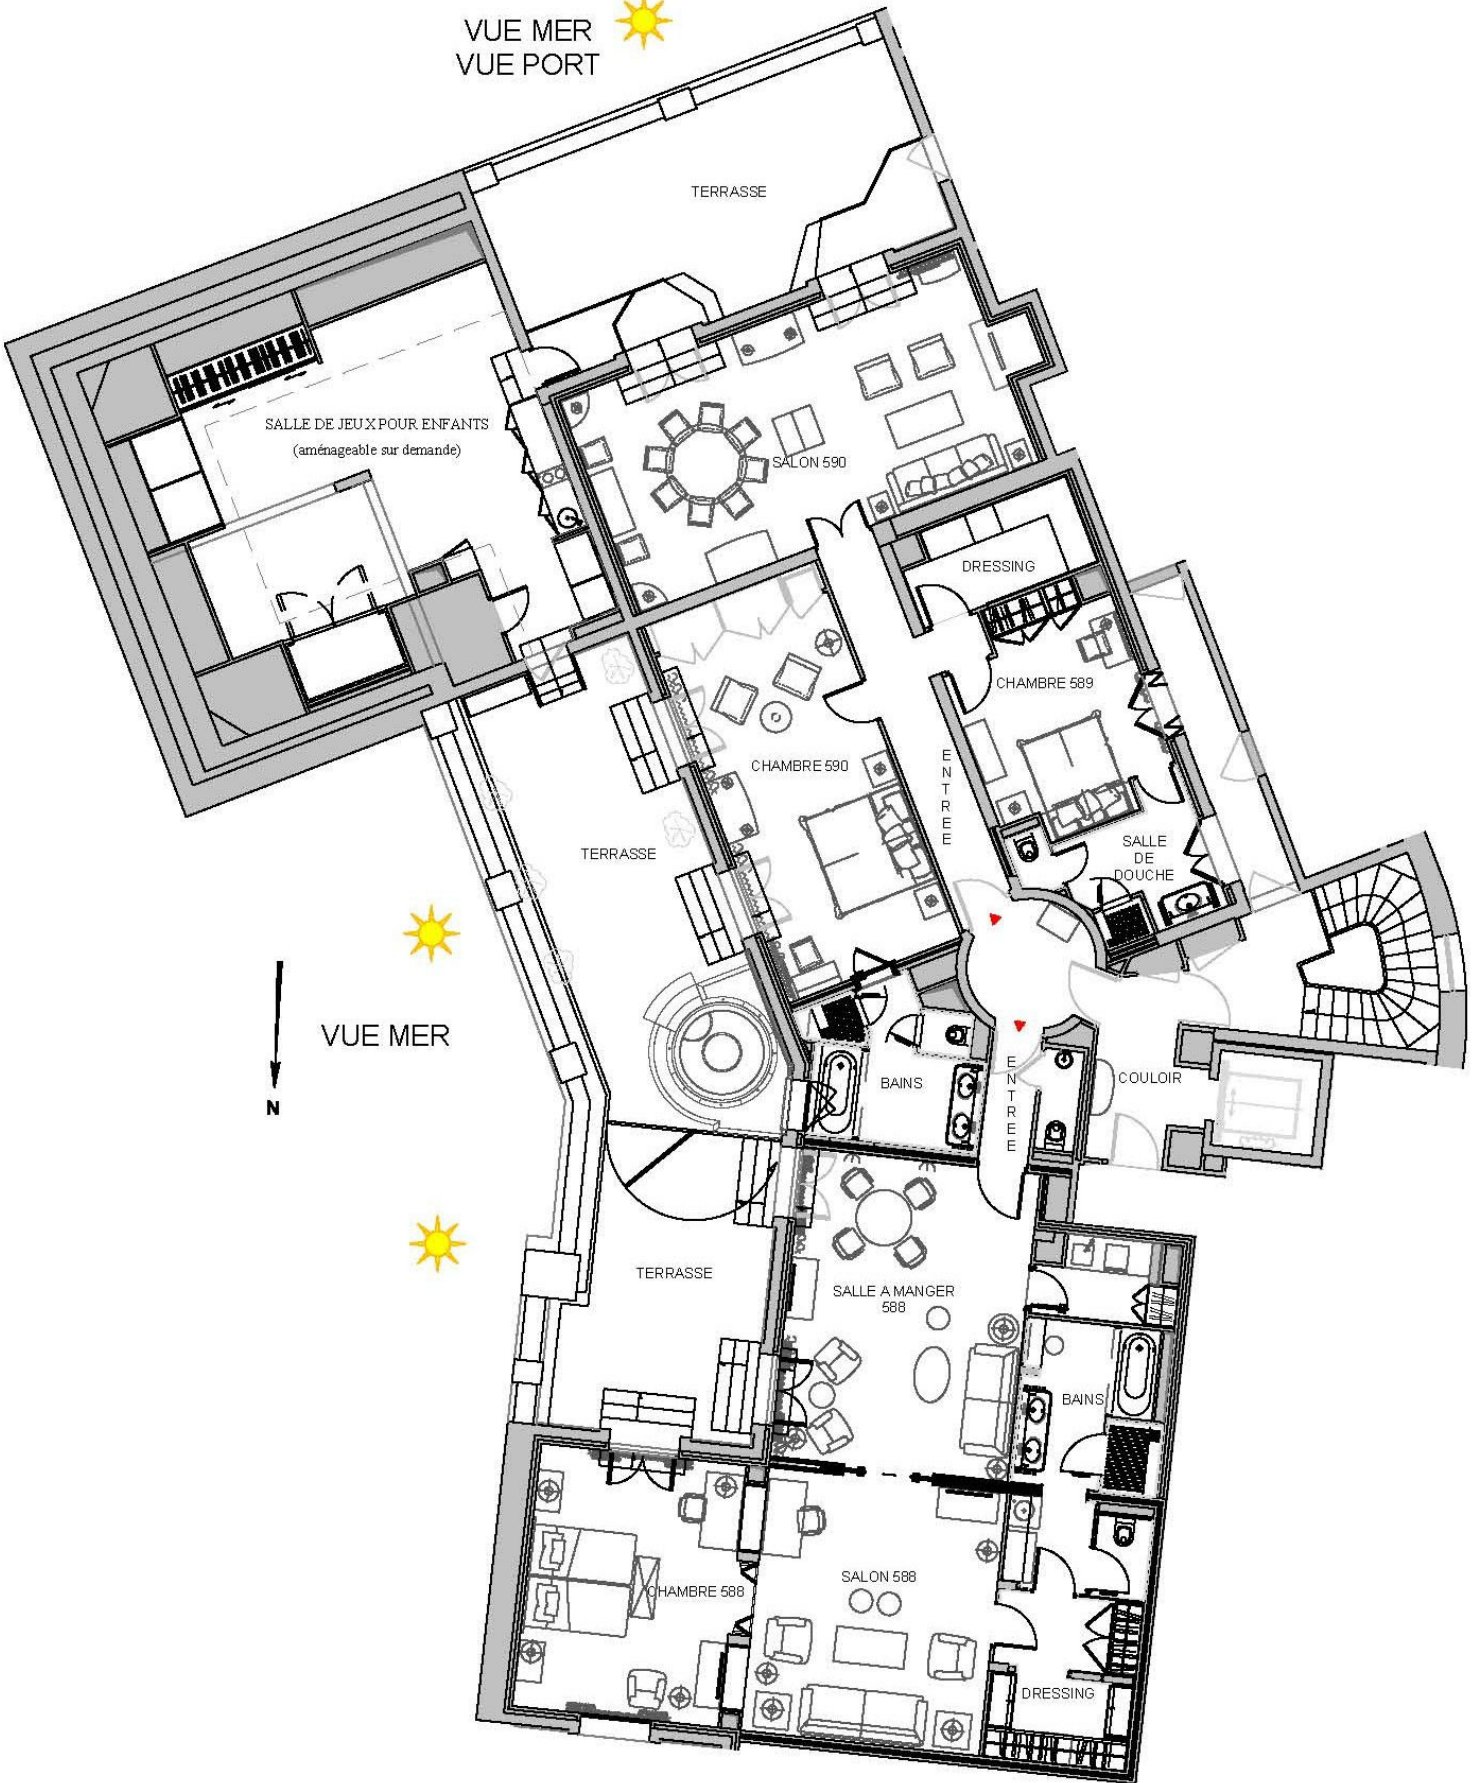 VUE MER
VUE PORT
TERRASSE
SALLE DE JEUX POUR ENFANTS
(aménageable sur demande)
SALON 590
DRESSING
CHAMBRE 589
CHAMBRE 590
ENTREE
SALLE
DE
DOUCHE
TERRASSE
VUE MER
N
BAINS
ENTREE
COULOIR
TERRASSE
SALLE A MANGER
588
BAINS
CHAMBRE 588
SALON 588
DRESSING